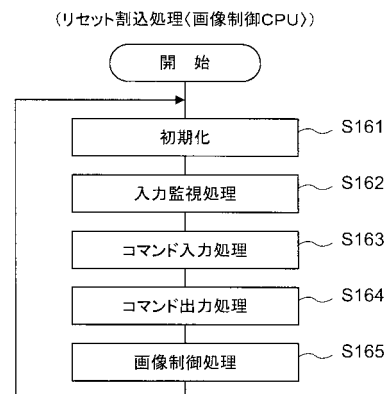 (リセット割込処理〈画像制御CPU〉)
開 始
初期化 S161
入力監視処理 S162
コマンド入力処理 S163
コマンド出力処理 S164
画像制御処理 S165